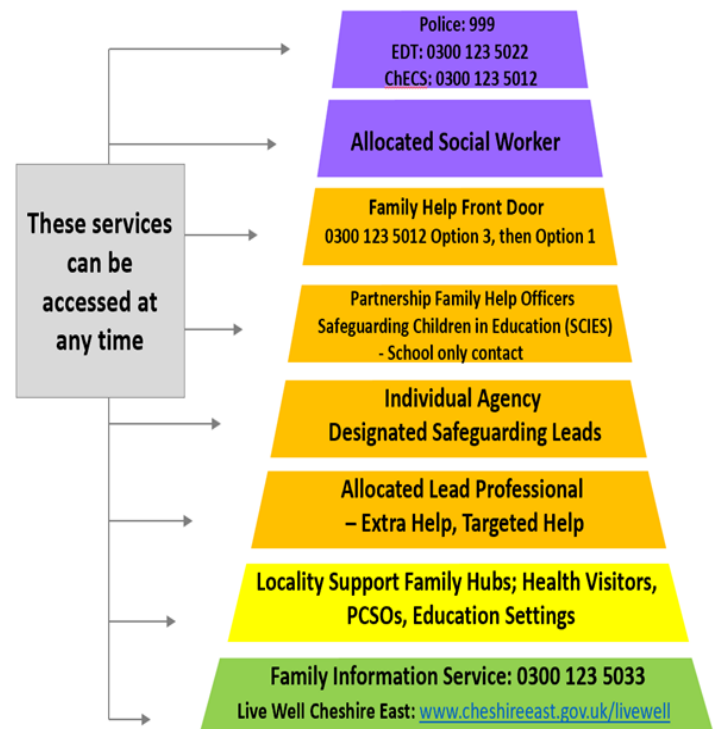 Police: 999
EDT: 0300 123 5022
ChECS: 0300 123 5012
Allocated Social Worker
These services
can be
accessed at
any time
Family Help Front Door
0300 123 5012 Option 3, then Option 1
Partnership Family Help Officers
Safeguarding Children in Education (SCIES)
- School only contact
Individual Agency
Designated Safeguarding Leads
Allocated Lead Professional
– Extra Help, Targeted Help
Locality Support Family Hubs; Health Visitors,
PCSOs, Education Settings
Family Information Service: 0300 123 5033
Live Well Cheshire East: www.cheshireeast.gov.uk/livewell